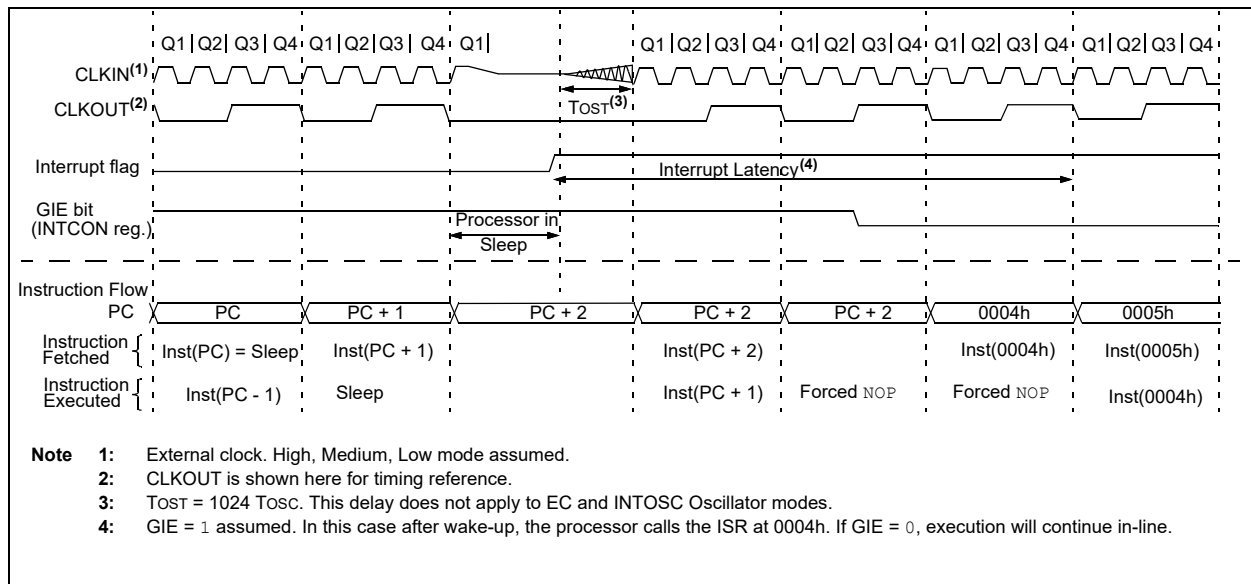 Q1 Q2 Q3 Q4 Q1 Q2 Q3 Q4 Q1 Q1 Q2 Q3 Q4 Q1 Q2 Q3 Q4 Q1 Q2 Q3 Q4 Q1 Q2 Q3 Q4
CLKIN(1)
CLKOUT(2)
TOST(3)
Interrupt flag
Interrupt Latency(4)
GIE bit
(INTCON reg.)
Processor in
Sleep
Instruction Flow
PC PC PC + 1 PC + 2 PC + 2 PC + 2 0004h 0005h
Instruction
Fetched
Inst(PC) = Sleep Inst(PC + 1) Inst(PC + 2) Inst(0004h) Inst(0005h)
Instruction
Executed
Inst(PC - 1) Sleep Inst(PC + 1) Forced NOP Forced NOP Inst(0004h)
Note 1: External clock. High, Medium, Low mode assumed.
2: CLKOUT is shown here for timing reference.
3: TOST = 1024 TOSC. This delay does not apply to EC and INTOSC Oscillator modes.
4: GIE = 1 assumed. In this case after wake-up, the processor calls the ISR at 0004h. If GIE = 0, execution will continue in-line.